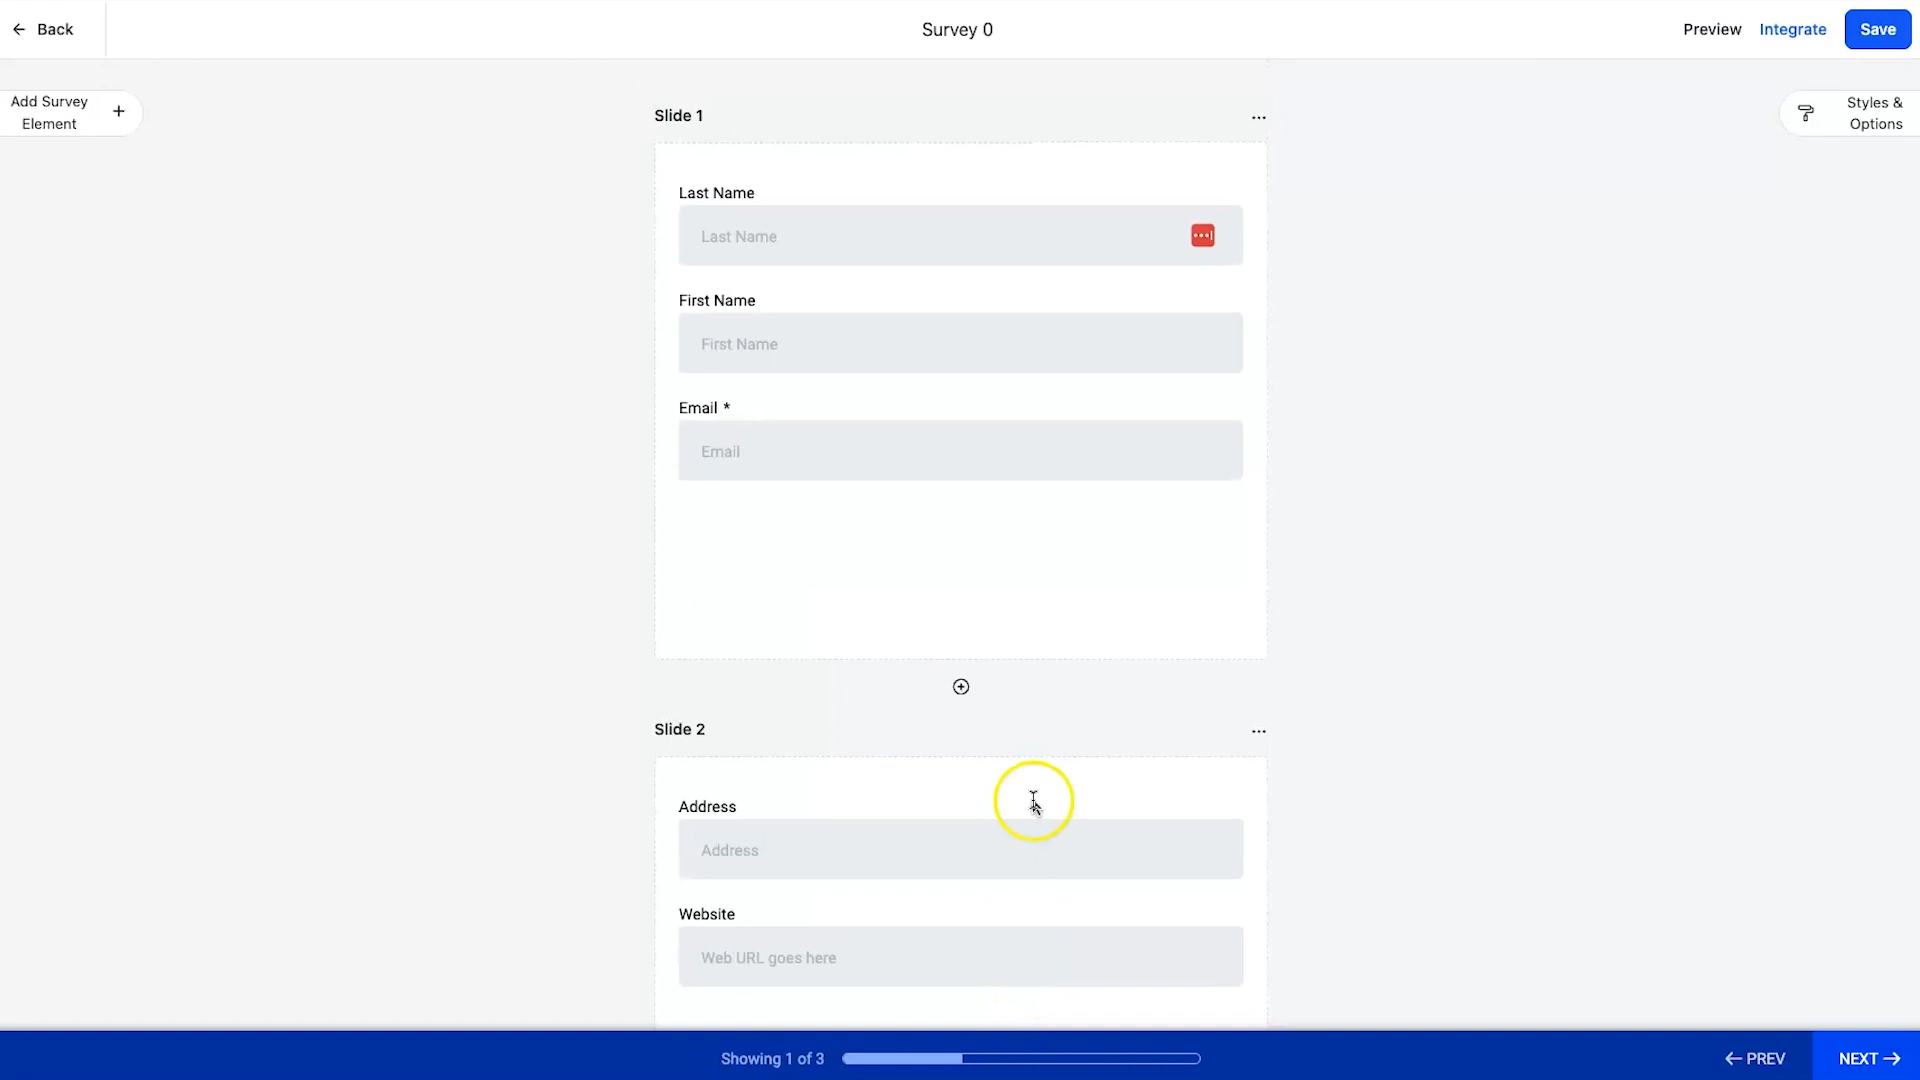 ← Back
Survey 0
Preview
Integrate
Save
Add Survey
Element
+
Styles &
Options
Slide 1
...
Last Name
Last Name
First Name
First Name
Email *
Email
Slide 2
...
Address
Address
Website
Web URL goes here
Showing 1 of 3
← PREV
NEXT →